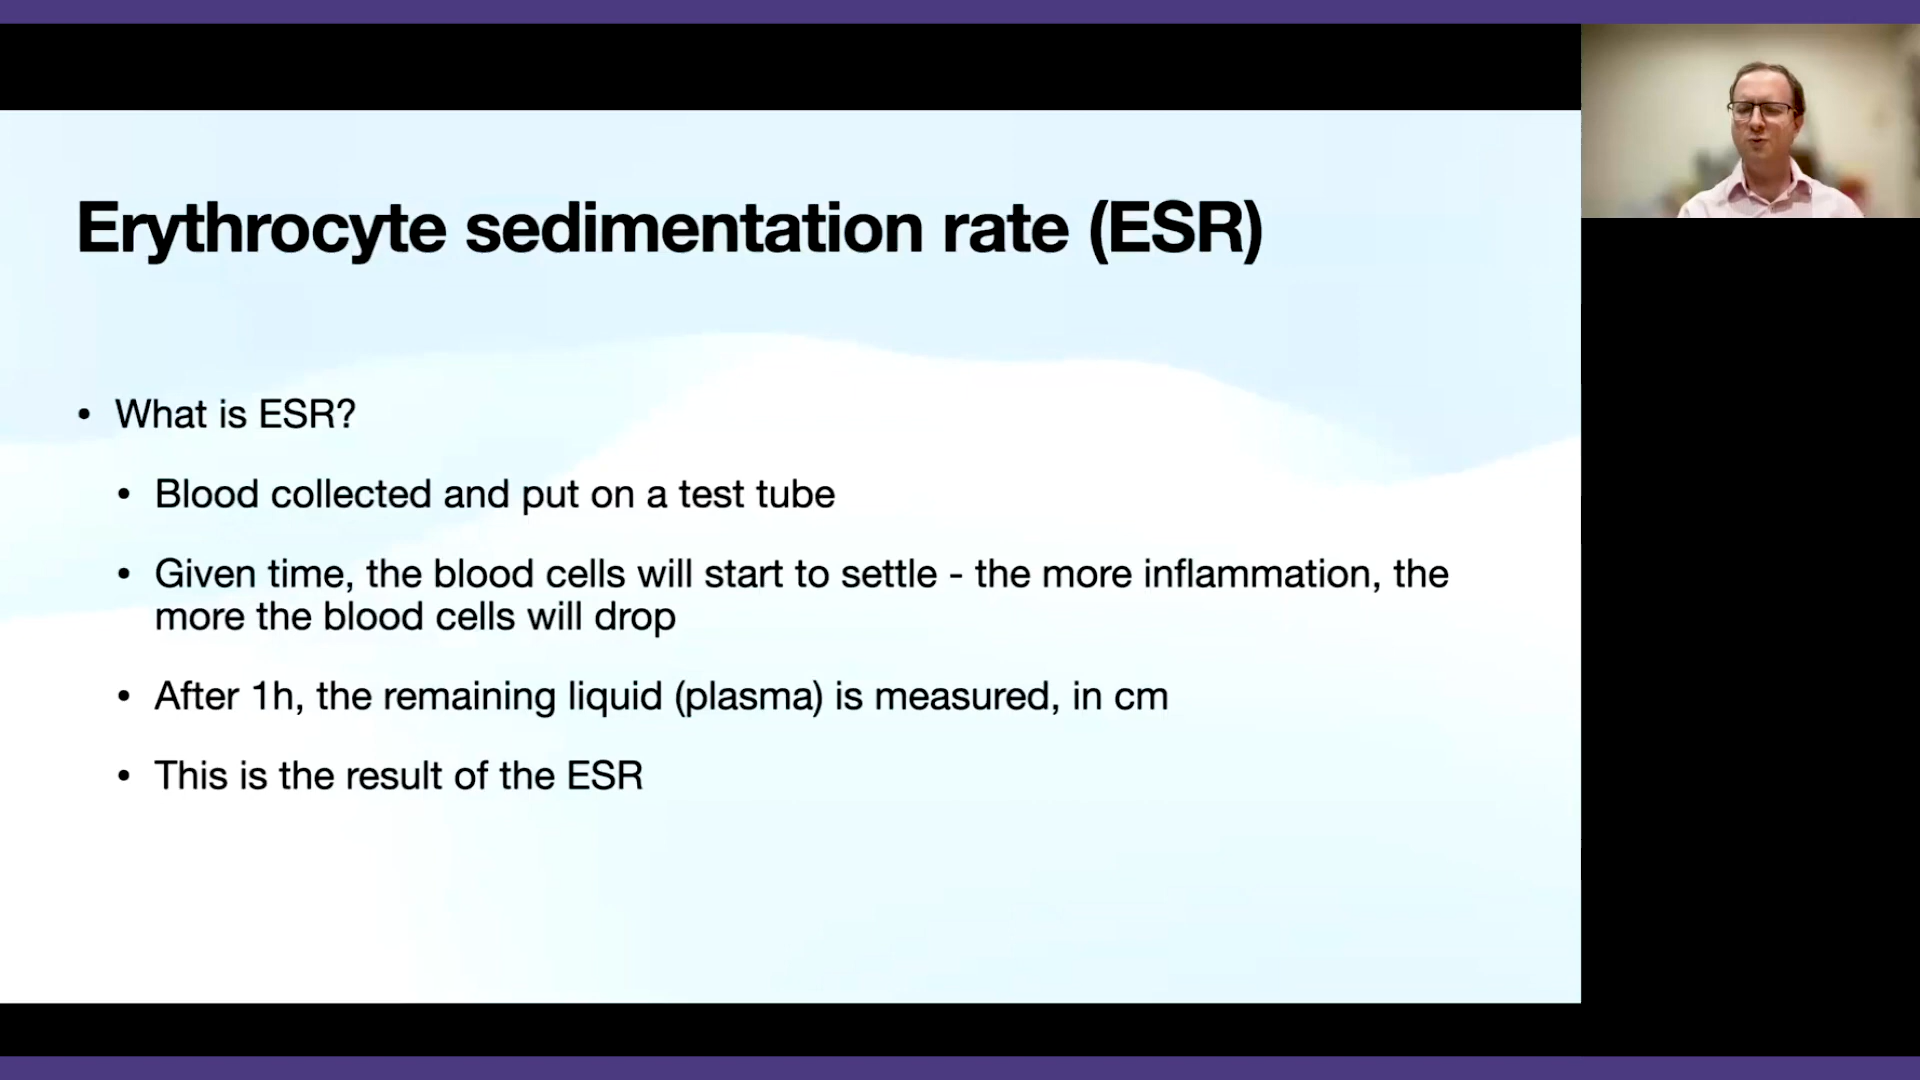 Erythrocyte sedimentation rate (ESR)
• What is ESR?
• Blood collected and put on a test tube
• Given time, the blood cells will start to settle - the more inflammation, the
more the blood cells will drop
• After 1h, the remaining liquid (plasma) is measured, in cm
• This is the result of the ESR